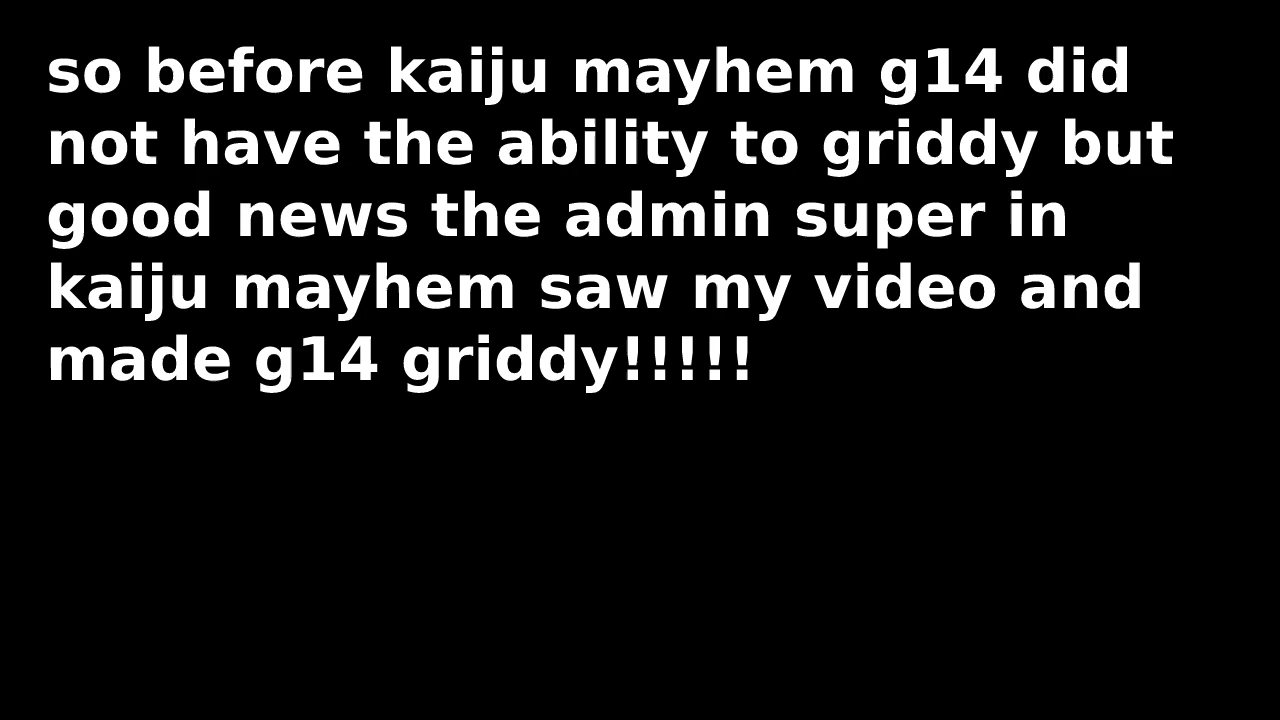 so before kaiju mayhem g14 did
not have the ability to griddy but
good news the admin super in
kaiju mayhem saw my video and
made g14 griddy!!!!!